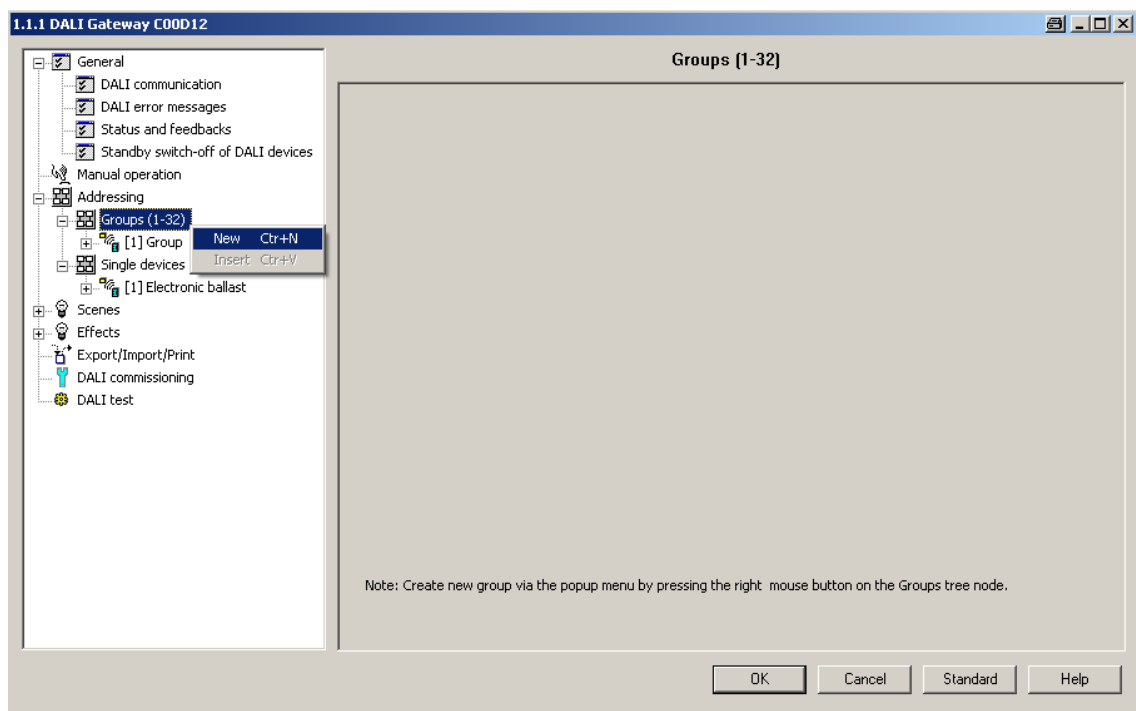 1.1.1 DALI Gateway C00D12
General
DALI communication
DALI error messages
Status and feedbacks
Standby switch-off of DALI devices
Manual operation
Addressing
Groups (1-32)
[1] Group
New Ctr+N
Insert Ctr+V
Single devices
[1] Electronic ballast
Scenes
Effects
Export/Import/Print
DALI commissioning
DALI test
Groups (1-32)
Note: Create new group via the popup menu by pressing the right mouse button on the Groups tree node.
OK Cancel Standard Help